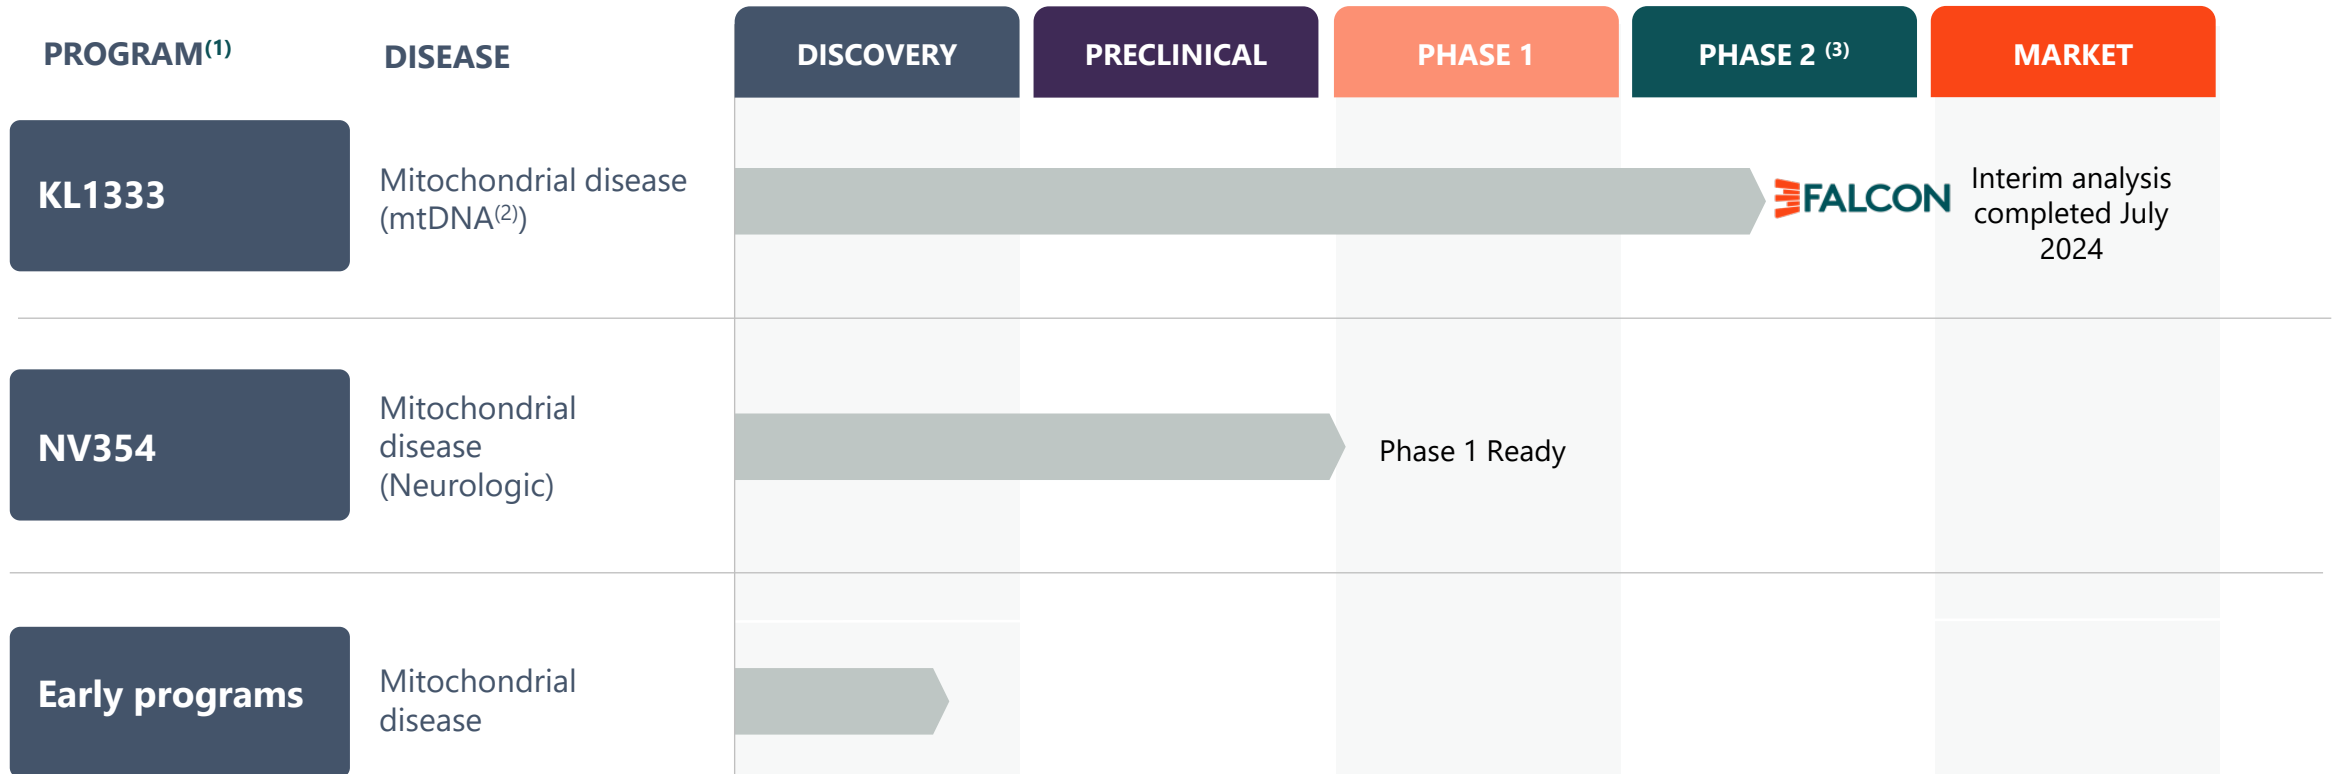 PROGRAM(1)
DISEASE
DISCOVERY
PRECLINICAL
PHASE 1
PHASE 2 (3)
MARKET
KL1333
Mitochondrial disease
(mtDNA(2))
FALCON
Interim analysis
completed July
2024
NV354
Mitochondrial
disease
(Neurologic)
Phase 1 Ready
Early programs
Mitochondrial
disease